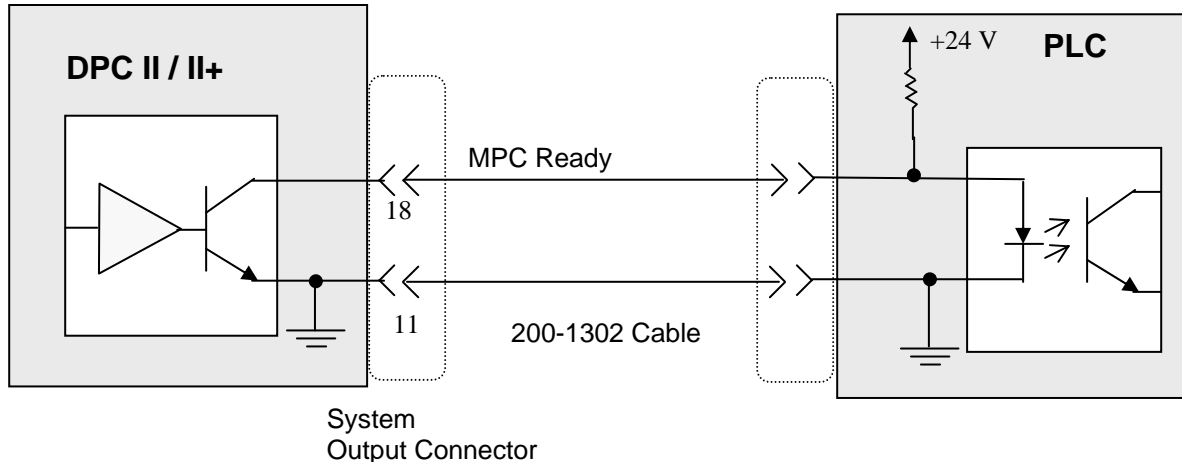 DPC II / II+
+24 V
PLC
MPC Ready
18
11
200-1302 Cable
System
Output Connector